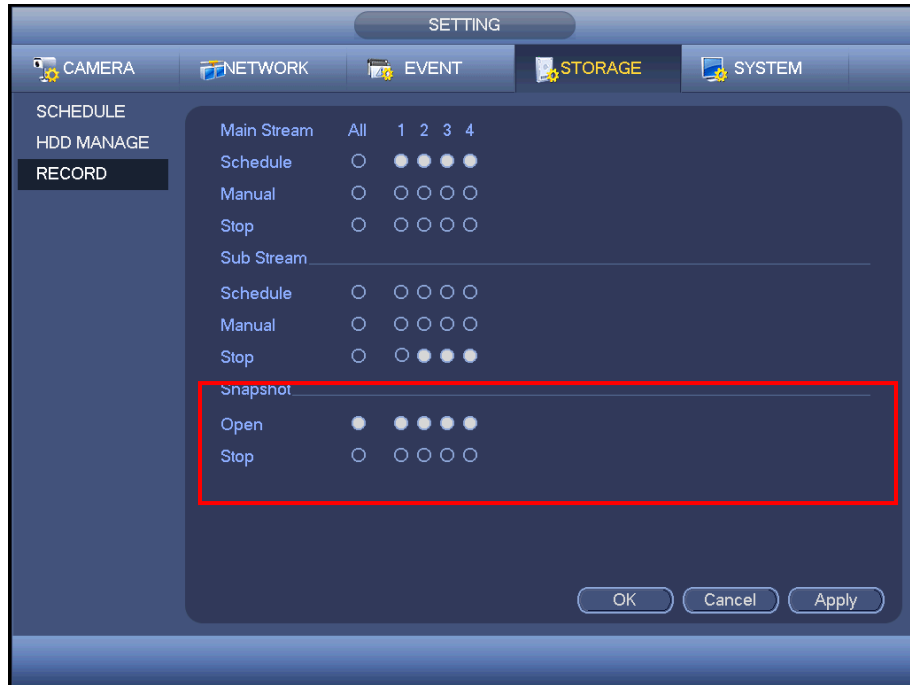 SETTING
CAMERA NETWORK EVENT STORAGE SYSTEM
SCHEDULE
HDD MANAGE
RECORD
Main Stream All 1 2 3 4
Schedule
Manual
Stop
Sub Stream
Schedule
Manual
Stop
Snapshot
Open
Stop
OK Cancel Apply